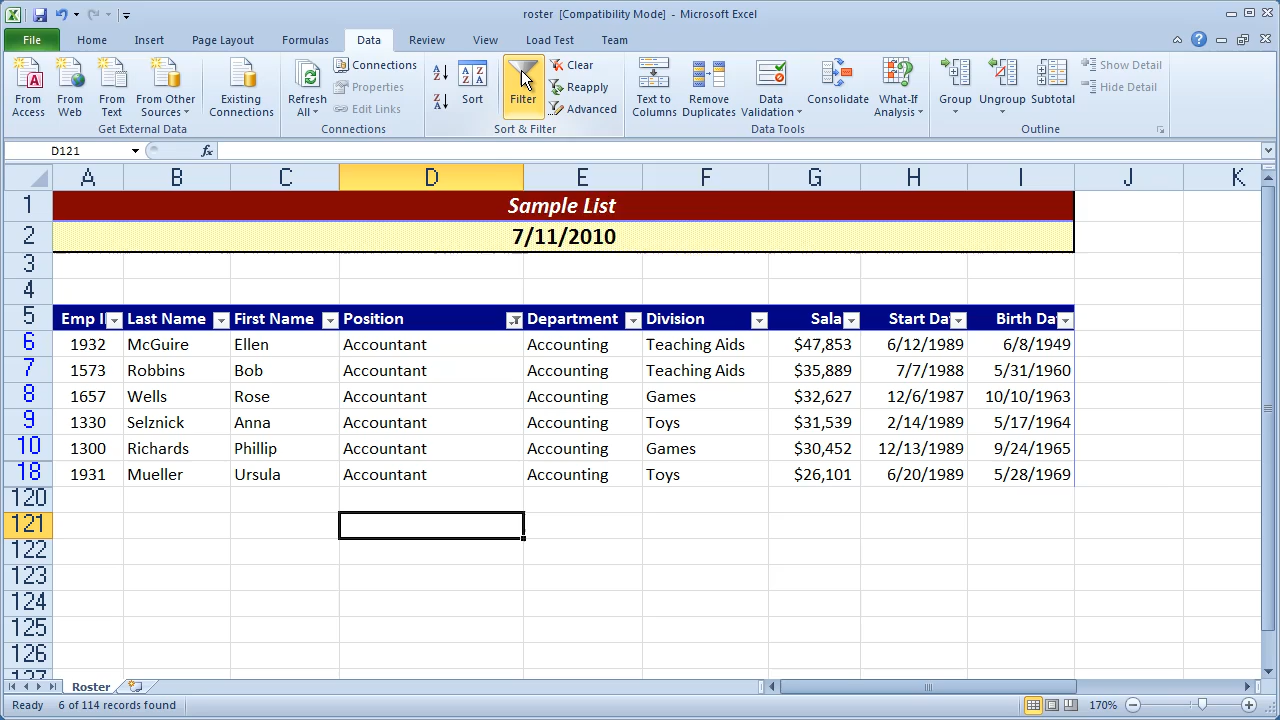 roster [Compatibility Mode] - Microsoft Excel
File Home Insert Page Layout Formulas Data Review View Load Test Team
From Access
From Web
From Text
From Other Sources
Existing Connections
Get External Data
Refresh All
Connections
Properties
Edit Links
Connections
Sort
Filter
Clear
Reapply
Advanced
Sort & Filter
Text to Columns
Remove Duplicates
Data Validation
Consolidate
What-If Analysis
Data Tools
Group
Ungroup
Subtotal
Show Detail
Hide Detail
Outline
D121 fx
A B C D E F G H I J K
1 Sample List
2 7/11/2010
3
4
5 Emp I Last Name First Name Position Department Division Sala Start Da Birth Da
6 1932 McGuire Ellen Accountant Accounting Teaching Aids $47,853 6/12/1989 6/8/1949
7 1573 Robbins Bob Accountant Accounting Teaching Aids $35,889 7/7/1988 5/31/1960
8 1657 Wells Rose Accountant Accounting Games $32,627 12/6/1987 10/10/1963
9 1330 Selznick Anna Accountant Accounting Toys $31,539 2/14/1989 5/17/1964
10 1300 Richards Phillip Accountant Accounting Games $30,452 12/13/1989 9/24/1965
18 1931 Mueller Ursula Accountant Accounting Toys $26,101 6/20/1989 5/28/1969
120
121
122
123
124
125
126
127
Roster
Ready 6 of 114 records found 170%